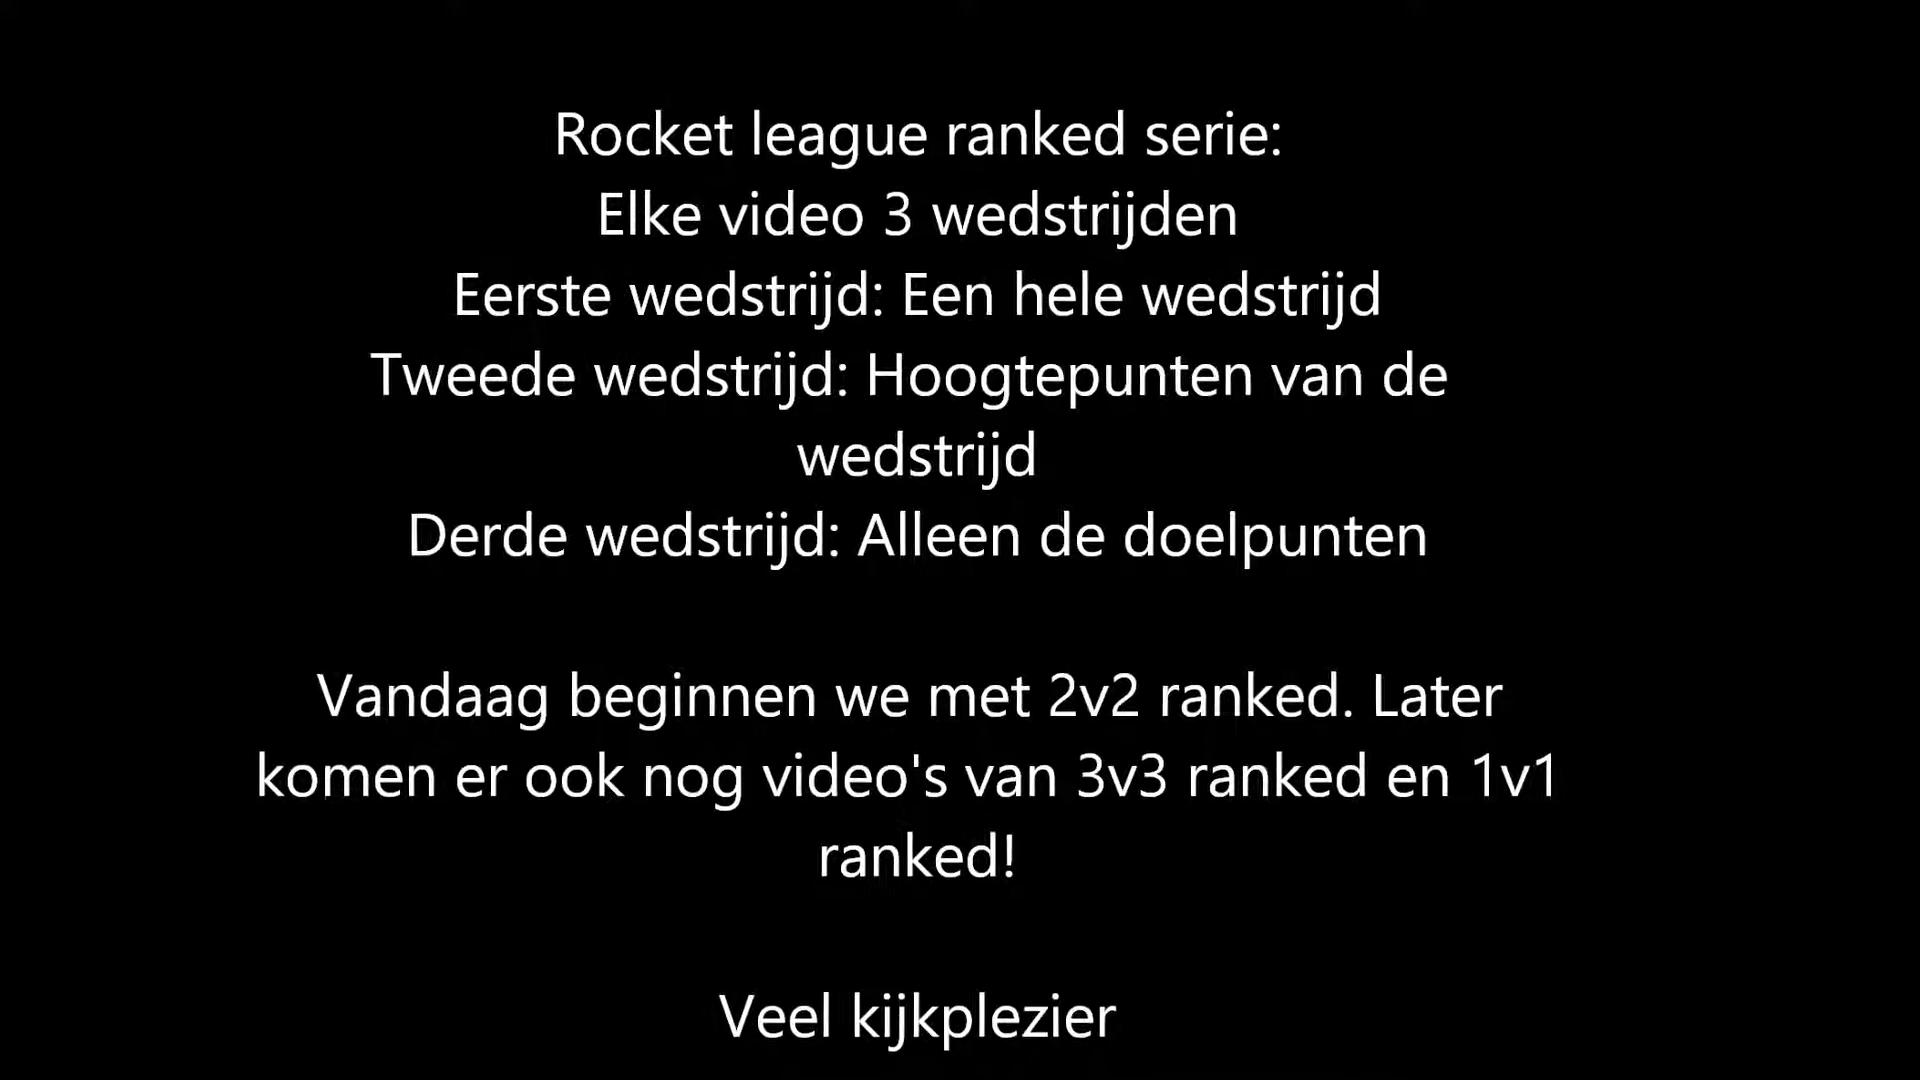 Rocket league ranked serie:
Elke video 3 wedstrijden
Eerste wedstrijd: Een hele wedstrijd
Tweede wedstrijd: Hoogtepunten van de
wedstrijd
Derde wedstrijd: Alleen de doelpunten
Vandaag beginnen we met 2v2 ranked. Later
komen er ook nog video's van 3v3 ranked en 1v1
ranked!
Veel kijkplezier